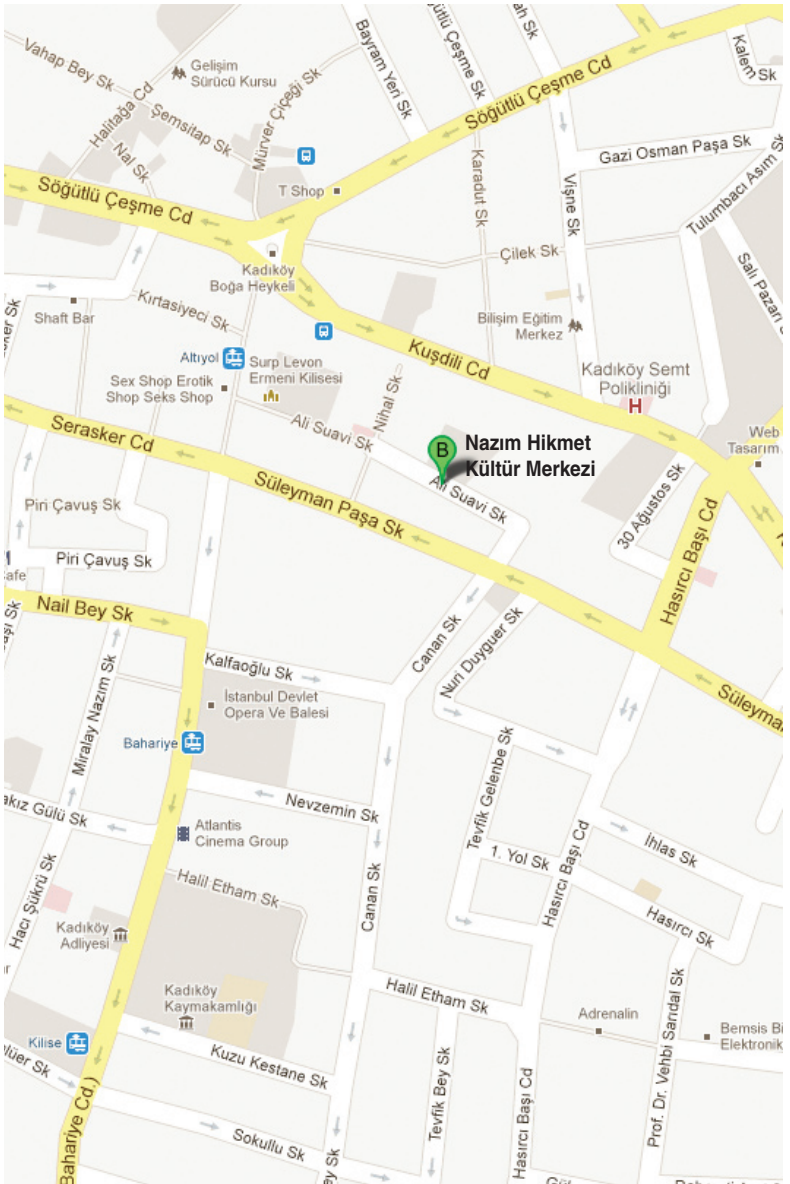 Vahap Bey Sk
Gelişim
Sürücü Kursu
Halitağa Cd
Şemsitap Sk
Nal Sk
Mürver Çiçeği Sk
Bayram Yeri Sk
Söğütlü Çeşme Cd
Kalem Sk
Gazi Osman Paşa Sk
Vişne Sk
Karadut Sk
Tulumbacı Asım Sk
T Shop
Söğütlü Çeşme Cd
Çilek Sk
Salı Pazarı
Kadıköy
Boğa Heykeli
Kırtasiyeci Sk
Shaft Bar
Bilişim Eğitim
Merkez
Kuşdili Cd
Altıyol
Surp Levon
Ermeni Kilisesi
Sex Shop Erotik
Shop Seks Shop
Nihal Sk
Kadıköy Semt
Polikliniği
H
Serasker Cd
Ali Suavi Sk
B
Nazım Hikmet
Kültür Merkezi
Web
Tasarım
Ali Suavi Sk
Süleyman Paşa Sk
30 Ağustos Sk
Piri Çavuş Sk
Piri Çavuş Sk
Hasırcı Başı Cd
Nail Bey Sk
Canan Sk
Nuri Duyguer Sk
Kalfaoğlu Sk
Miralay Nazım Sk
İstanbul Devlet
Opera Ve Balesi
Bahariye
Tevfik Gelenbe Sk
Nevzemin Sk
Atlantis
Cinema Group
1. Yol Sk
İhlas Sk
Hasırcı Başı Cd
Halil Etham Sk
Hacı Şükrü Sk
Canan Sk
Hasırcı Sk
Kadıköy
Adliyesi
Kadıköy
Kaymakamlığı
Halil Etham Sk
Adrenalin
Prof. Dr. Vehbi Sarıdal Sk
Bemsis
Elektronik
Kilise
Kuzu Kestane Sk
Tevfik Bey Sk
Hasırcı Başı Cd
Sokullu Sk
Bahariye Cd.)